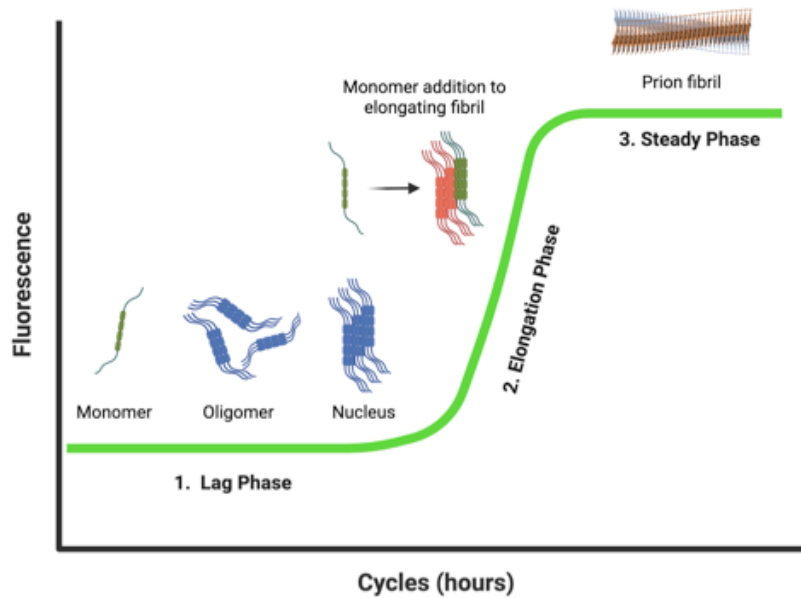 Prion fibril
3. Steady Phase
Monomer addition to
elongating fibril
Fluorescence
2. Elongation Phase
Monomer
Oligomer
Nucleus
1. Lag Phase
Cycles (hours)